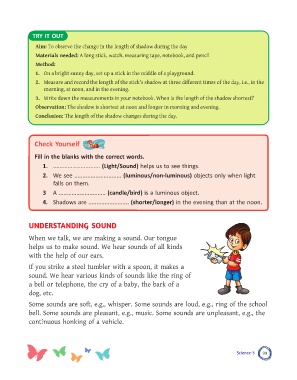 TRY IT OUT
Aim: To observe the change in the length of shadow during the day
Materials needed: A long stick, watch, measuring tape, notebook, and pencil
Method:
1. On a bright sunny day, set up a stick in the middle of a playground.
2. Measure and record the length of the stick's shadow at three different times of the day, i.e., in the
morning, at noon, and in the evening.
3. Write down the measurements in your notebook. When is the length of the shadow shortest?
Observation: The shadow is shortest at noon and longer in morning and evening.
Conclusion: The length of the shadow changes during the day.
Check Yourself
Fill in the blanks with the correct words.
1. ............................ (Light/Sound) helps us to see things.
2. We see ............................ (luminous/non-luminous) objects only when light
falls on them.
3 A ............................ (candle/bird) is a luminous object.
4. Shadows are ......................... (shorter/longer) in the evening than at the noon.
UNDERSTANDING SOUND
When we talk, we are making a sound. Our tongue
helps us to make sound. We hear sounds of all kinds
with the help of our ears.
If you strike a steel tumbler with a spoon, it makes a
sound. We hear various kinds of sounds like the ring of
a bell or telephone, the cry of a baby, the bark of a
dog, etc.
Some sounds are soft, e.g., whisper. Some sounds are loud, e.g., ring of the school
bell. Some sounds are pleasant, e.g., music. Some sounds are unpleasant, e.g., the
continuous honking of a vehicle.